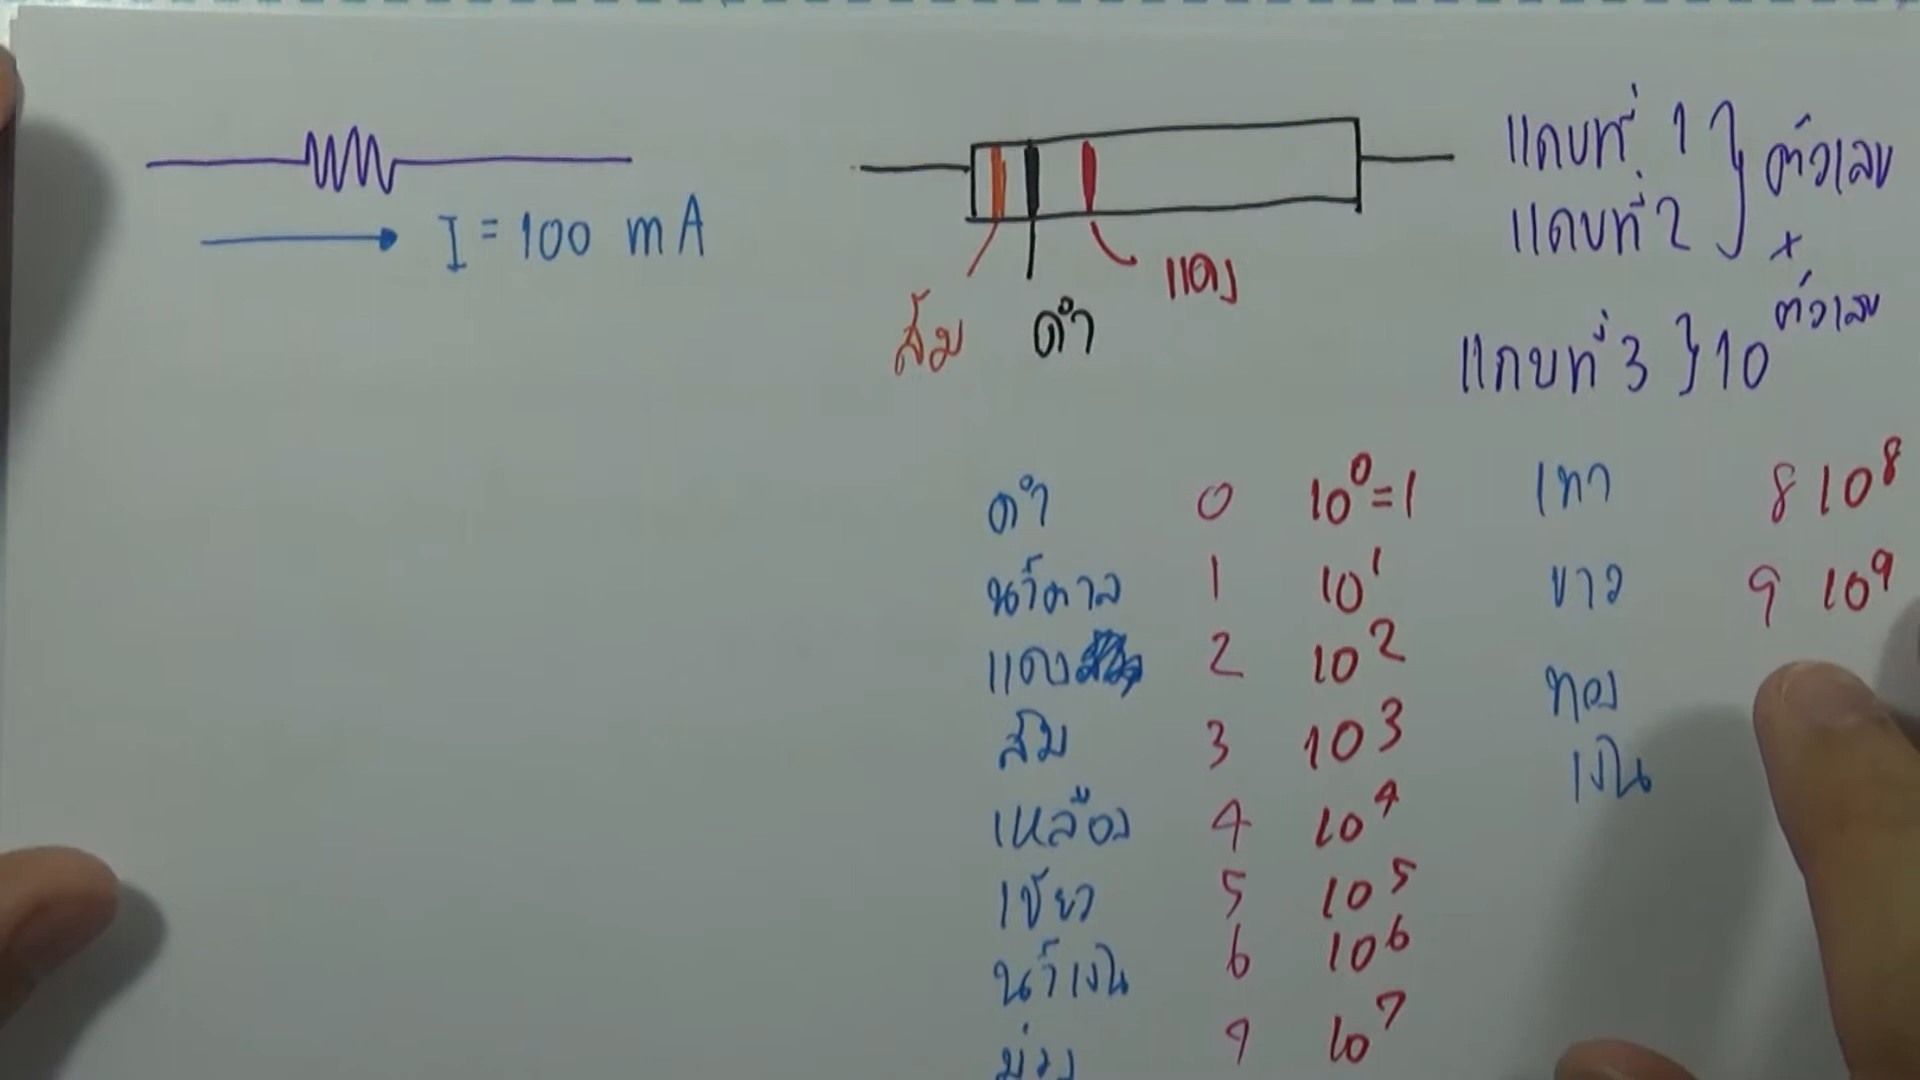 I = 100 mA
ส้ม
ดำ
แดง
แถบที่ 1 } ตัวเลข
แถบที่ 2
x
แถบที่ 3 } 10 ตัวเลข
ดำ 0 10⁰=1
น้ำตาล 1 10¹
แดง 2 10²
ส้ม 3 10³
เหลือง 4 10⁴
เขียว 5 10⁵
น้ำเงิน 6 10⁶
ม่วง 7 10⁷
เทา 8 10⁸
ขาว 9 10⁹
ทอง
เงิน